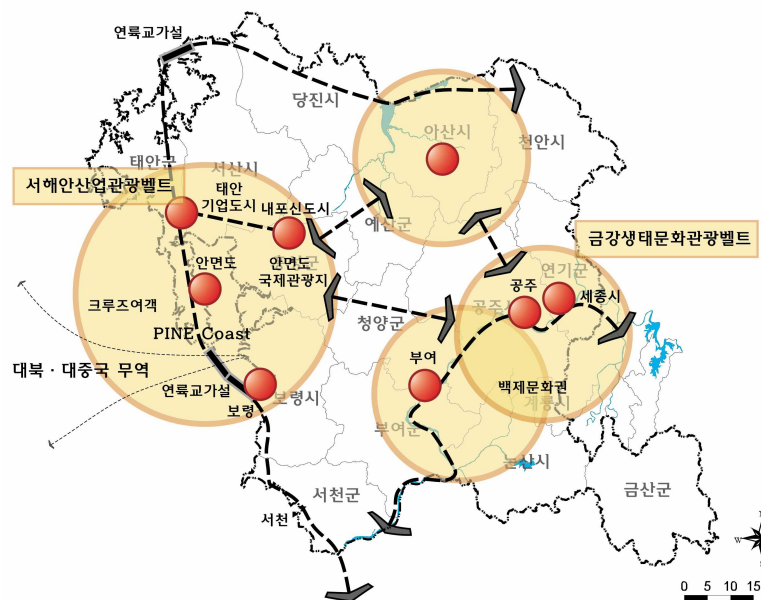 연륙교가설
당진시
아산시
천안시
태안군
서산시
서해안산업관광벨트
태안
기업도시
내포신도시
예산군
금강생태문화관광벨트
안면도
안면도
국제관광지
연기군
공주
세종시
크루즈여객
청양군
PINE Coast
대북·대중국 무역
부여
연륙교가설
보령
보령시
백제문화권
계룡시
부여군
논산시
서천군
금산군
서천
W
0 5 10 15